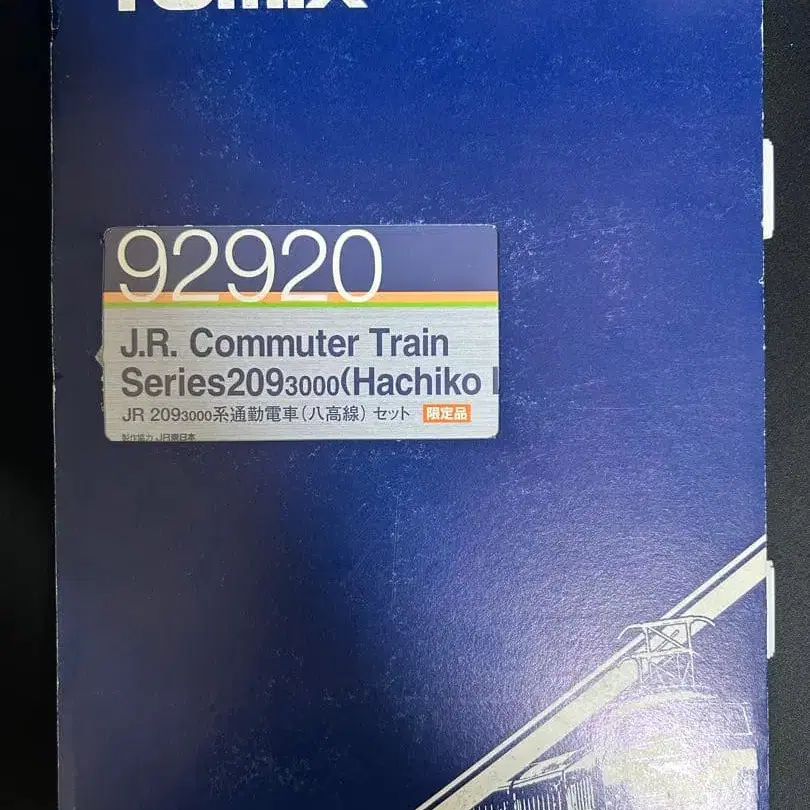 TOMIX
92920
J.R. Commuter Train
Series209 3000(Hachiko L
JR 209 3000系通勤電車(八高線) セット 限定品
製作協力 JR東日本